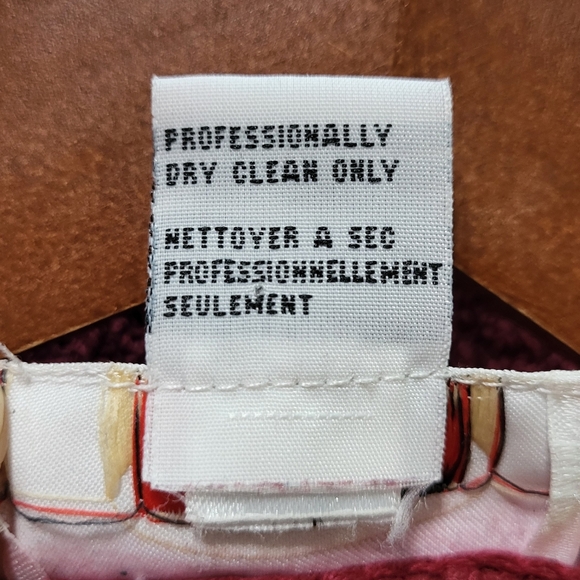 PROFESSIONALLY
DRY CLEAN ONLY
NETTOYER A SEC
PROFESSIONNELLEMENT
SEULEMENT